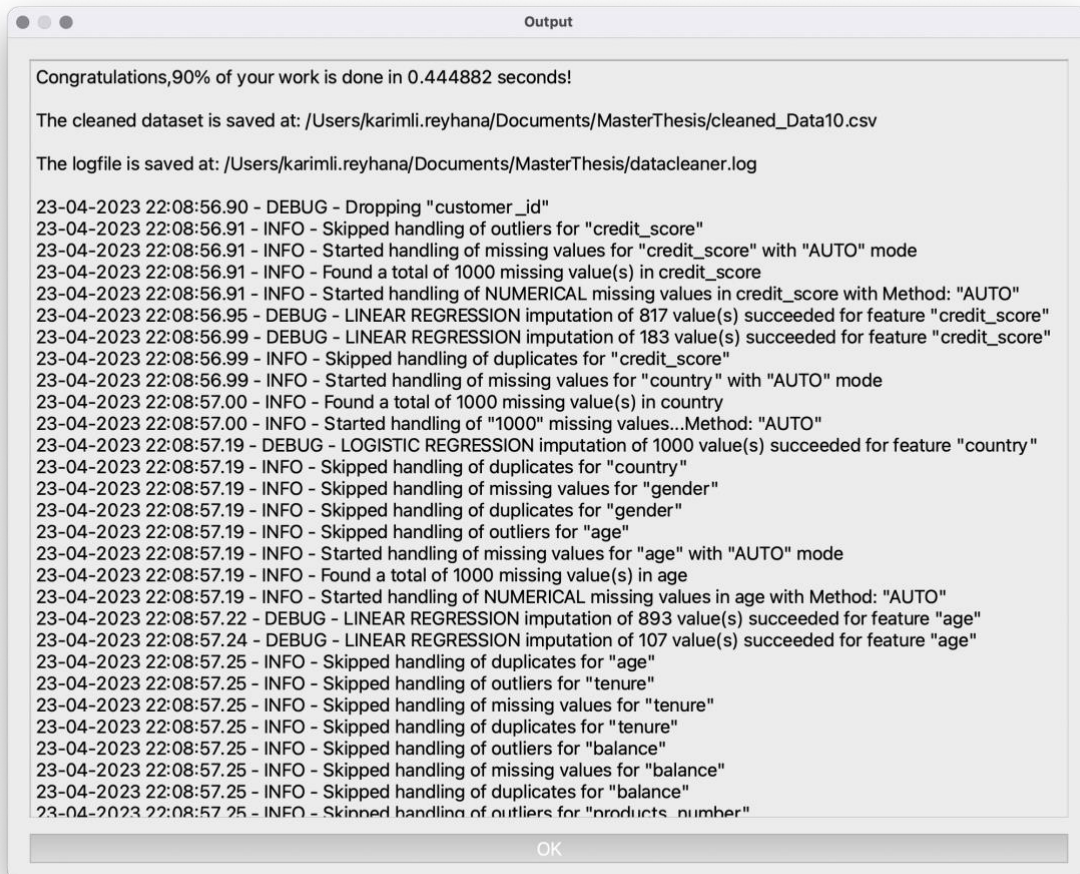 Output
Congratulations,90% of your work is done in 0.444882 seconds!
The cleaned dataset is saved at: /Users/karimli.reyhana/Documents/MasterThesis/cleaned_Data10.csv
The logfile is saved at: /Users/karimli.reyhana/Documents/MasterThesis/datacleaner.log
23-04-2023 22:08:56.90 - DEBUG - Dropping "customer_id"
23-04-2023 22:08:56.91 - INFO - Skipped handling of outliers for "credit_score"
23-04-2023 22:08:56.91 - INFO - Started handling of missing values for "credit_score" with "AUTO" mode
23-04-2023 22:08:56.91 - INFO - Found a total of 1000 missing value(s) in credit_score
23-04-2023 22:08:56.91 - INFO - Started handling of NUMERICAL missing values in credit_score with Method: "AUTO"
23-04-2023 22:08:56.95 - DEBUG - LINEAR REGRESSION imputation of 817 value(s) succeeded for feature "credit_score"
23-04-2023 22:08:56.99 - DEBUG - LINEAR REGRESSION imputation of 183 value(s) succeeded for feature "credit_score"
23-04-2023 22:08:56.99 - INFO - Skipped handling of duplicates for "credit_score"
23-04-2023 22:08:56.99 - INFO - Started handling of missing values for "country" with "AUTO" mode
23-04-2023 22:08:57.00 - INFO - Found a total of 1000 missing value(s) in country
23-04-2023 22:08:57.00 - INFO - Started handling of "1000" missing values...Method: "AUTO"
23-04-2023 22:08:57.19 - DEBUG - LOGISTIC REGRESSION imputation of 1000 value(s) succeeded for feature "country"
23-04-2023 22:08:57.19 - INFO - Skipped handling of duplicates for "country"
23-04-2023 22:08:57.19 - INFO - Skipped handling of missing values for "gender"
23-04-2023 22:08:57.19 - INFO - Skipped handling of duplicates for "gender"
23-04-2023 22:08:57.19 - INFO - Skipped handling of outliers for "age"
23-04-2023 22:08:57.19 - INFO - Started handling of missing values for "age" with "AUTO" mode
23-04-2023 22:08:57.19 - INFO - Found a total of 1000 missing value(s) in age
23-04-2023 22:08:57.19 - INFO - Started handling of NUMERICAL missing values in age with Method: "AUTO"
23-04-2023 22:08:57.22 - DEBUG - LINEAR REGRESSION imputation of 893 value(s) succeeded for feature "age"
23-04-2023 22:08:57.24 - DEBUG - LINEAR REGRESSION imputation of 107 value(s) succeeded for feature "age"
23-04-2023 22:08:57.25 - INFO - Skipped handling of duplicates for "age"
23-04-2023 22:08:57.25 - INFO - Skipped handling of outliers for "tenure"
23-04-2023 22:08:57.25 - INFO - Skipped handling of missing values for "tenure"
23-04-2023 22:08:57.25 - INFO - Skipped handling of duplicates for "tenure"
23-04-2023 22:08:57.25 - INFO - Skipped handling of outliers for "balance"
23-04-2023 22:08:57.25 - INFO - Skipped handling of missing values for "balance"
23-04-2023 22:08:57.25 - INFO - Skipped handling of duplicates for "balance"
23-04-2023 22:08:57.25 - INFO - Skipped handling of outliers for "products_number"
OK